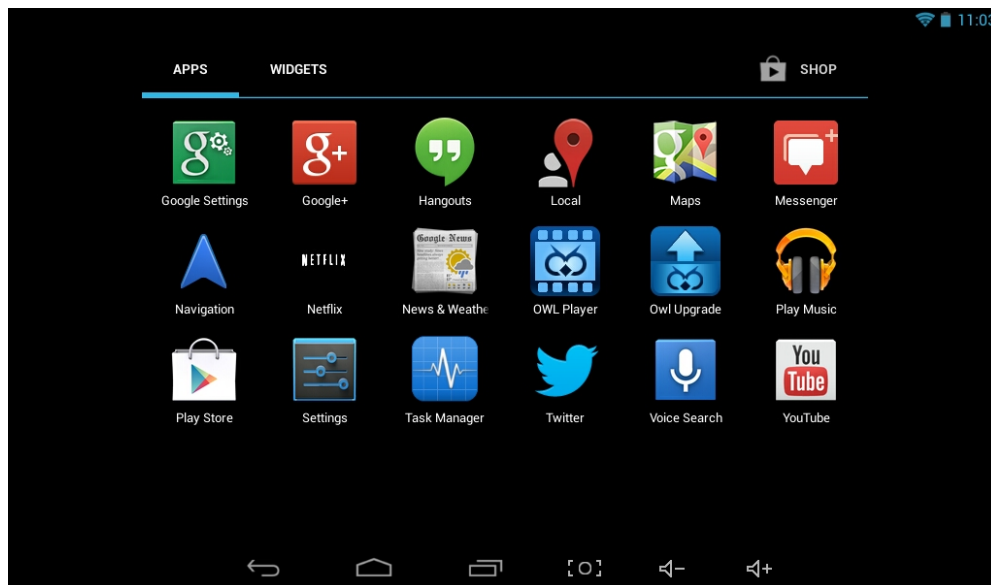 11:03
APPS WIDGETS SHOP
g g+ g
Google Settings Google+ Hangouts Local Maps Messenger
NETFLIX Google News
Navigation Netflix News & Weathe OWL Player Owl Upgrade Play Music
You
Tube
Play Store Settings Task Manager Twitter Voice Search YouTube